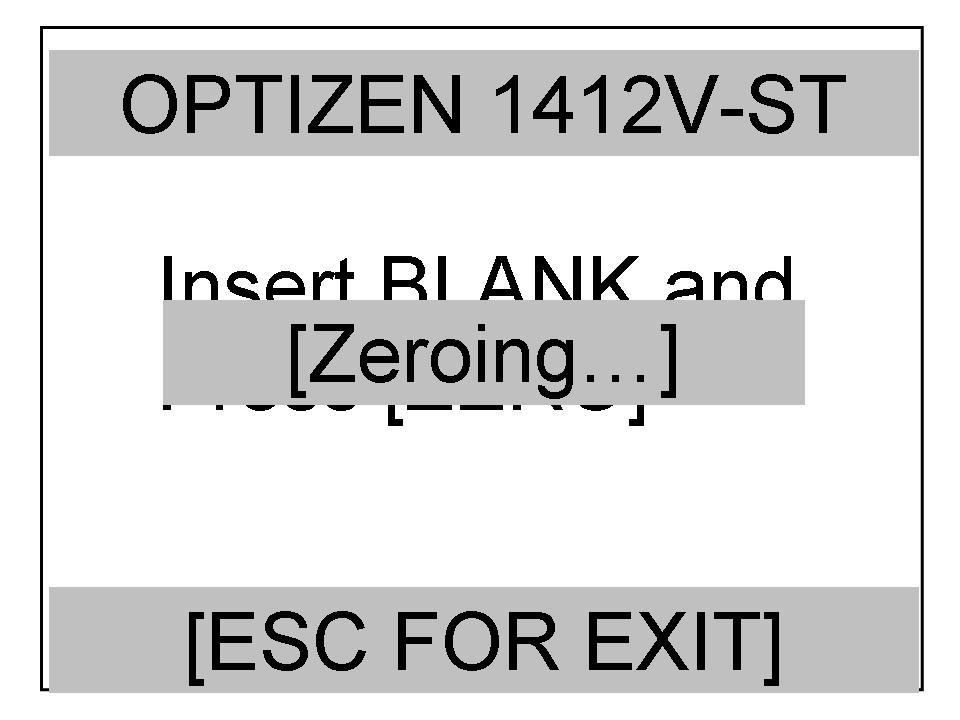 OPTIZEN 1412V-ST
Insert BLANK and
[Zeroing…]
[ESC FOR EXIT]